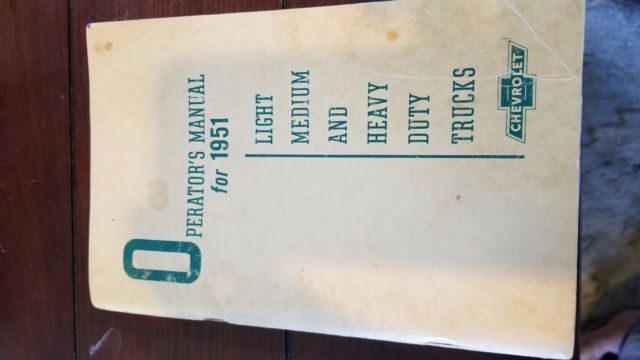 OPERATOR'S MANUAL
for 1951
LIGHT
MEDIUM
AND
HEAVY
DUTY
TRUCKS
CHEVROLET